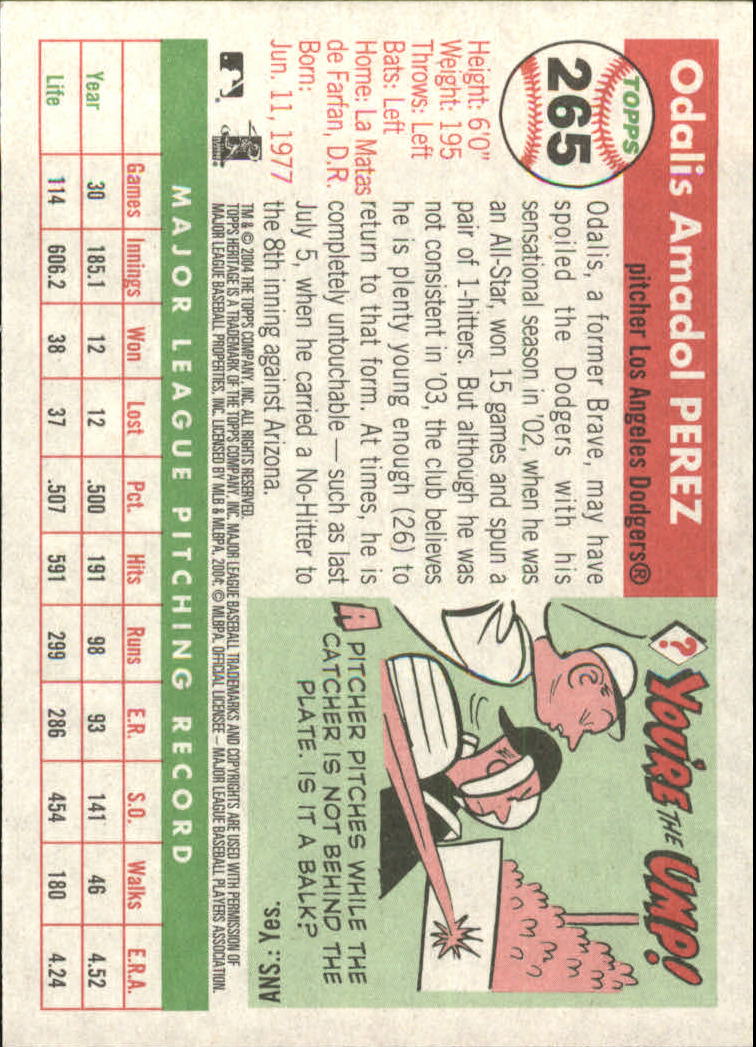 Odalis Amadol PEREZ
pitcher Los Angeles Dodgers®
TOPPS
265
Height: 6'0"
Weight: 195
Throws: Left
Bats: Left
Home: La Matas
de Farfan, D.R.
Born:
Jun. 11, 1977
Odalis, a former Brave, may have
spoiled the Dodgers with his
sensational season in '02, when he was
an All-Star, won 15 games and spun a
pair of 1-hitters. But although he was
not consistent in '03, the club believes
he is plenty young enough (26) to
return to that form. At times, he is
completely untouchable — such as last
July 5, when he carried a No-Hitter to
the 8th inning against Arizona.
? YOU'RE THE UMP!
A PITCHER PITCHES WHILE THE
CATCHER IS NOT BEHIND THE
PLATE. IS IT A BALK?
ANS.: Yes.
TM & © 2004 THE TOPPS COMPANY, INC. ALL RIGHTS RESERVED.
TOPPS HERITAGE IS A TRADEMARK OF THE TOPPS COMPANY, INC. MAJOR LEAGUE BASEBALL TRADEMARKS AND COPYRIGHTS ARE USED WITH PERMISSION OF
MAJOR LEAGUE BASEBALL PROPERTIES, INC. LICENSED BY MLB & MLBPA, 2004; © MLBPA. OFFICIAL LICENSEE – MAJOR LEAGUE BASEBALL PLAYERS ASSOCIATION.
MAJOR LEAGUE PITCHING RECORD
Games Innings Won Lost Pct. Hits Runs E.R. S.O. Walks E.R.A.
Year 30 185.1 12 12 .500 191 98 93 141 46 4.52
Life 114 606.2 38 37 .507 591 299 286 454 180 4.24